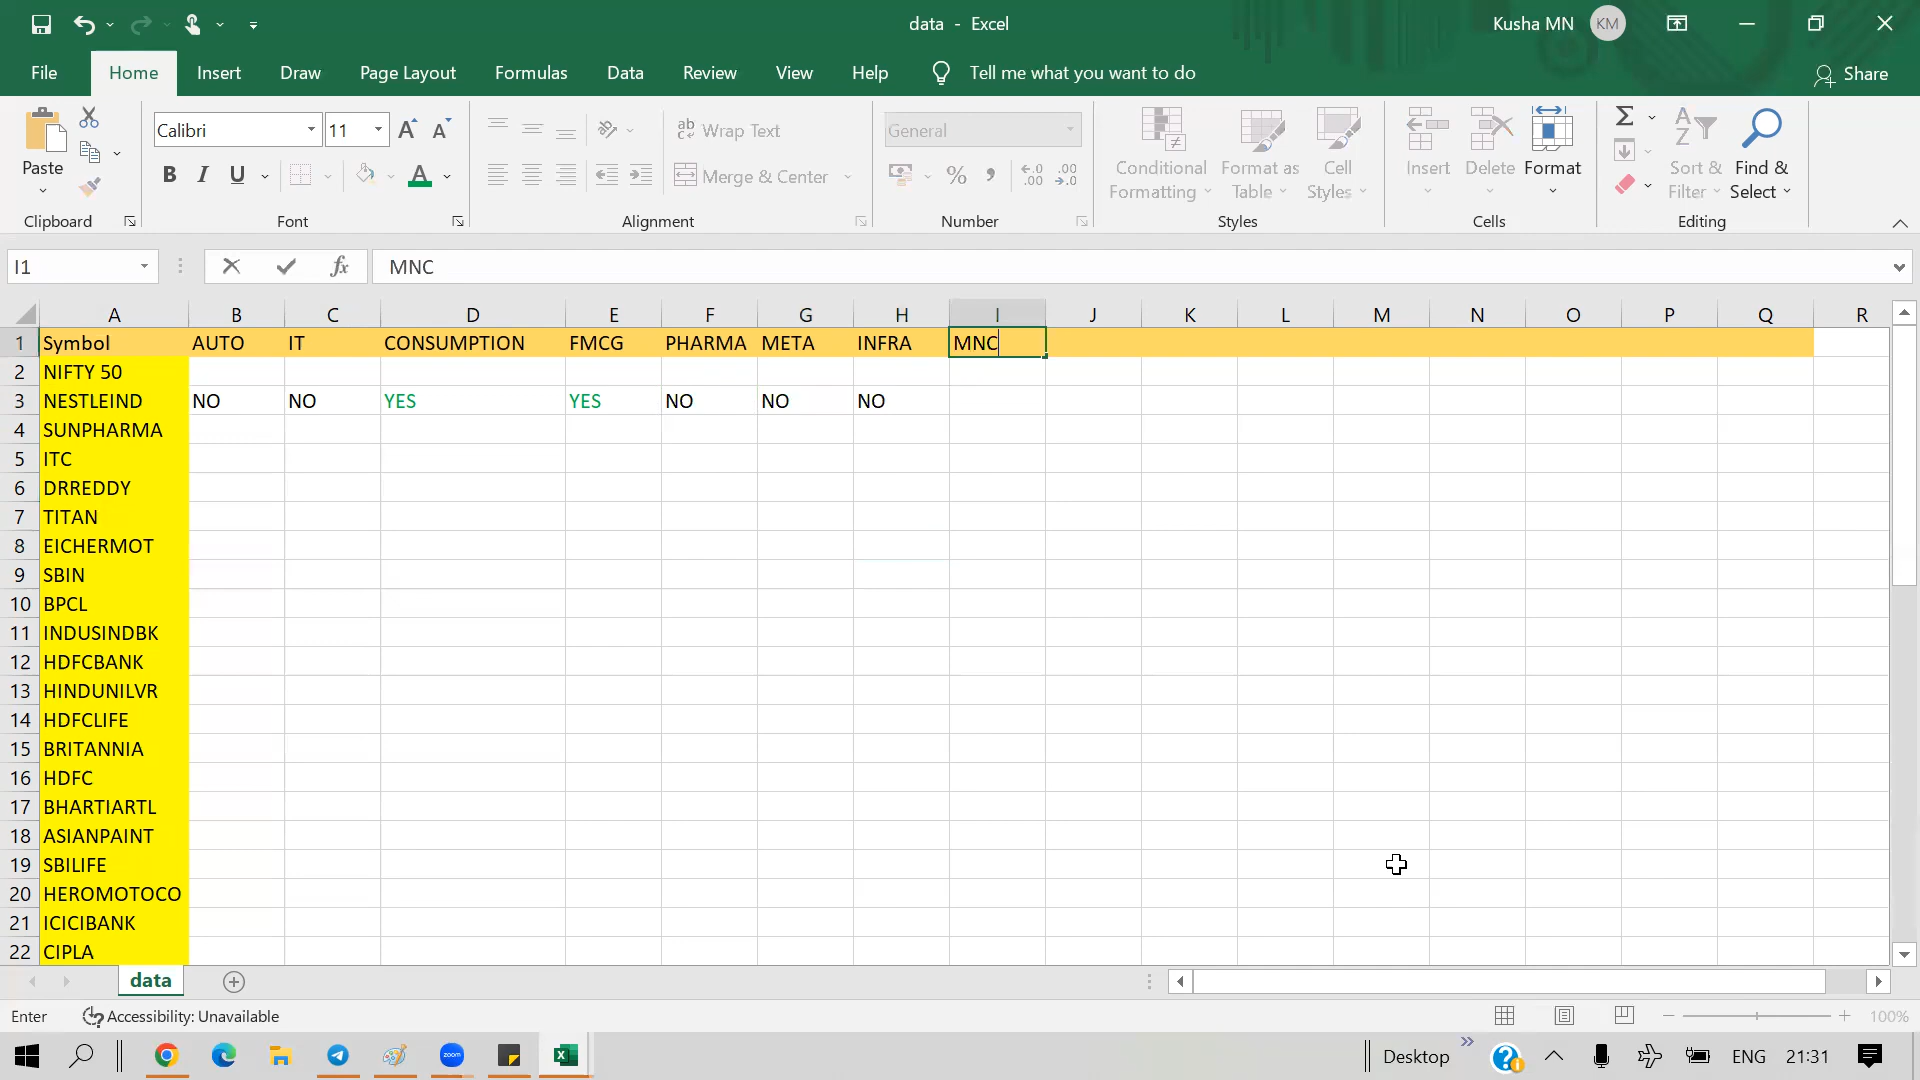 data - Excel
Kusha MN KM
File Home Insert Draw Page Layout Formulas Data Review View Help Tell me what you want to do Share
Calibri 11 A A ab Wrap Text General Σ A Z
Paste B I U A Merge & Center % , Conditional Formatting Format as Table Cell Styles Insert Delete Format Sort & Filter Find & Select
Clipboard Font Alignment Number Styles Cells Editing
I1 fx MNC
A B C D E F G H I J K L M N O P Q R
1 Symbol AUTO IT CONSUMPTION FMCG PHARMA META INFRA MNC
2 NIFTY 50
3 NESTLEIND NO NO YES YES NO NO NO
4 SUNPHARMA
5 ITC
6 DRREDDY
7 TITAN
8 EICHERMOT
9 SBIN
10 BPCL
11 INDUSINDBK
12 HDFCBANK
13 HINDUNILVR
14 HDFCLIFE
15 BRITANNIA
16 HDFC
17 BHARTIARTL
18 ASIANPAINT
19 SBILIFE
20 HEROMOTOCO
21 ICICIBANK
22 CIPLA
data
Enter Accessibility: Unavailable 100%
zoom Desktop ENG 21:31